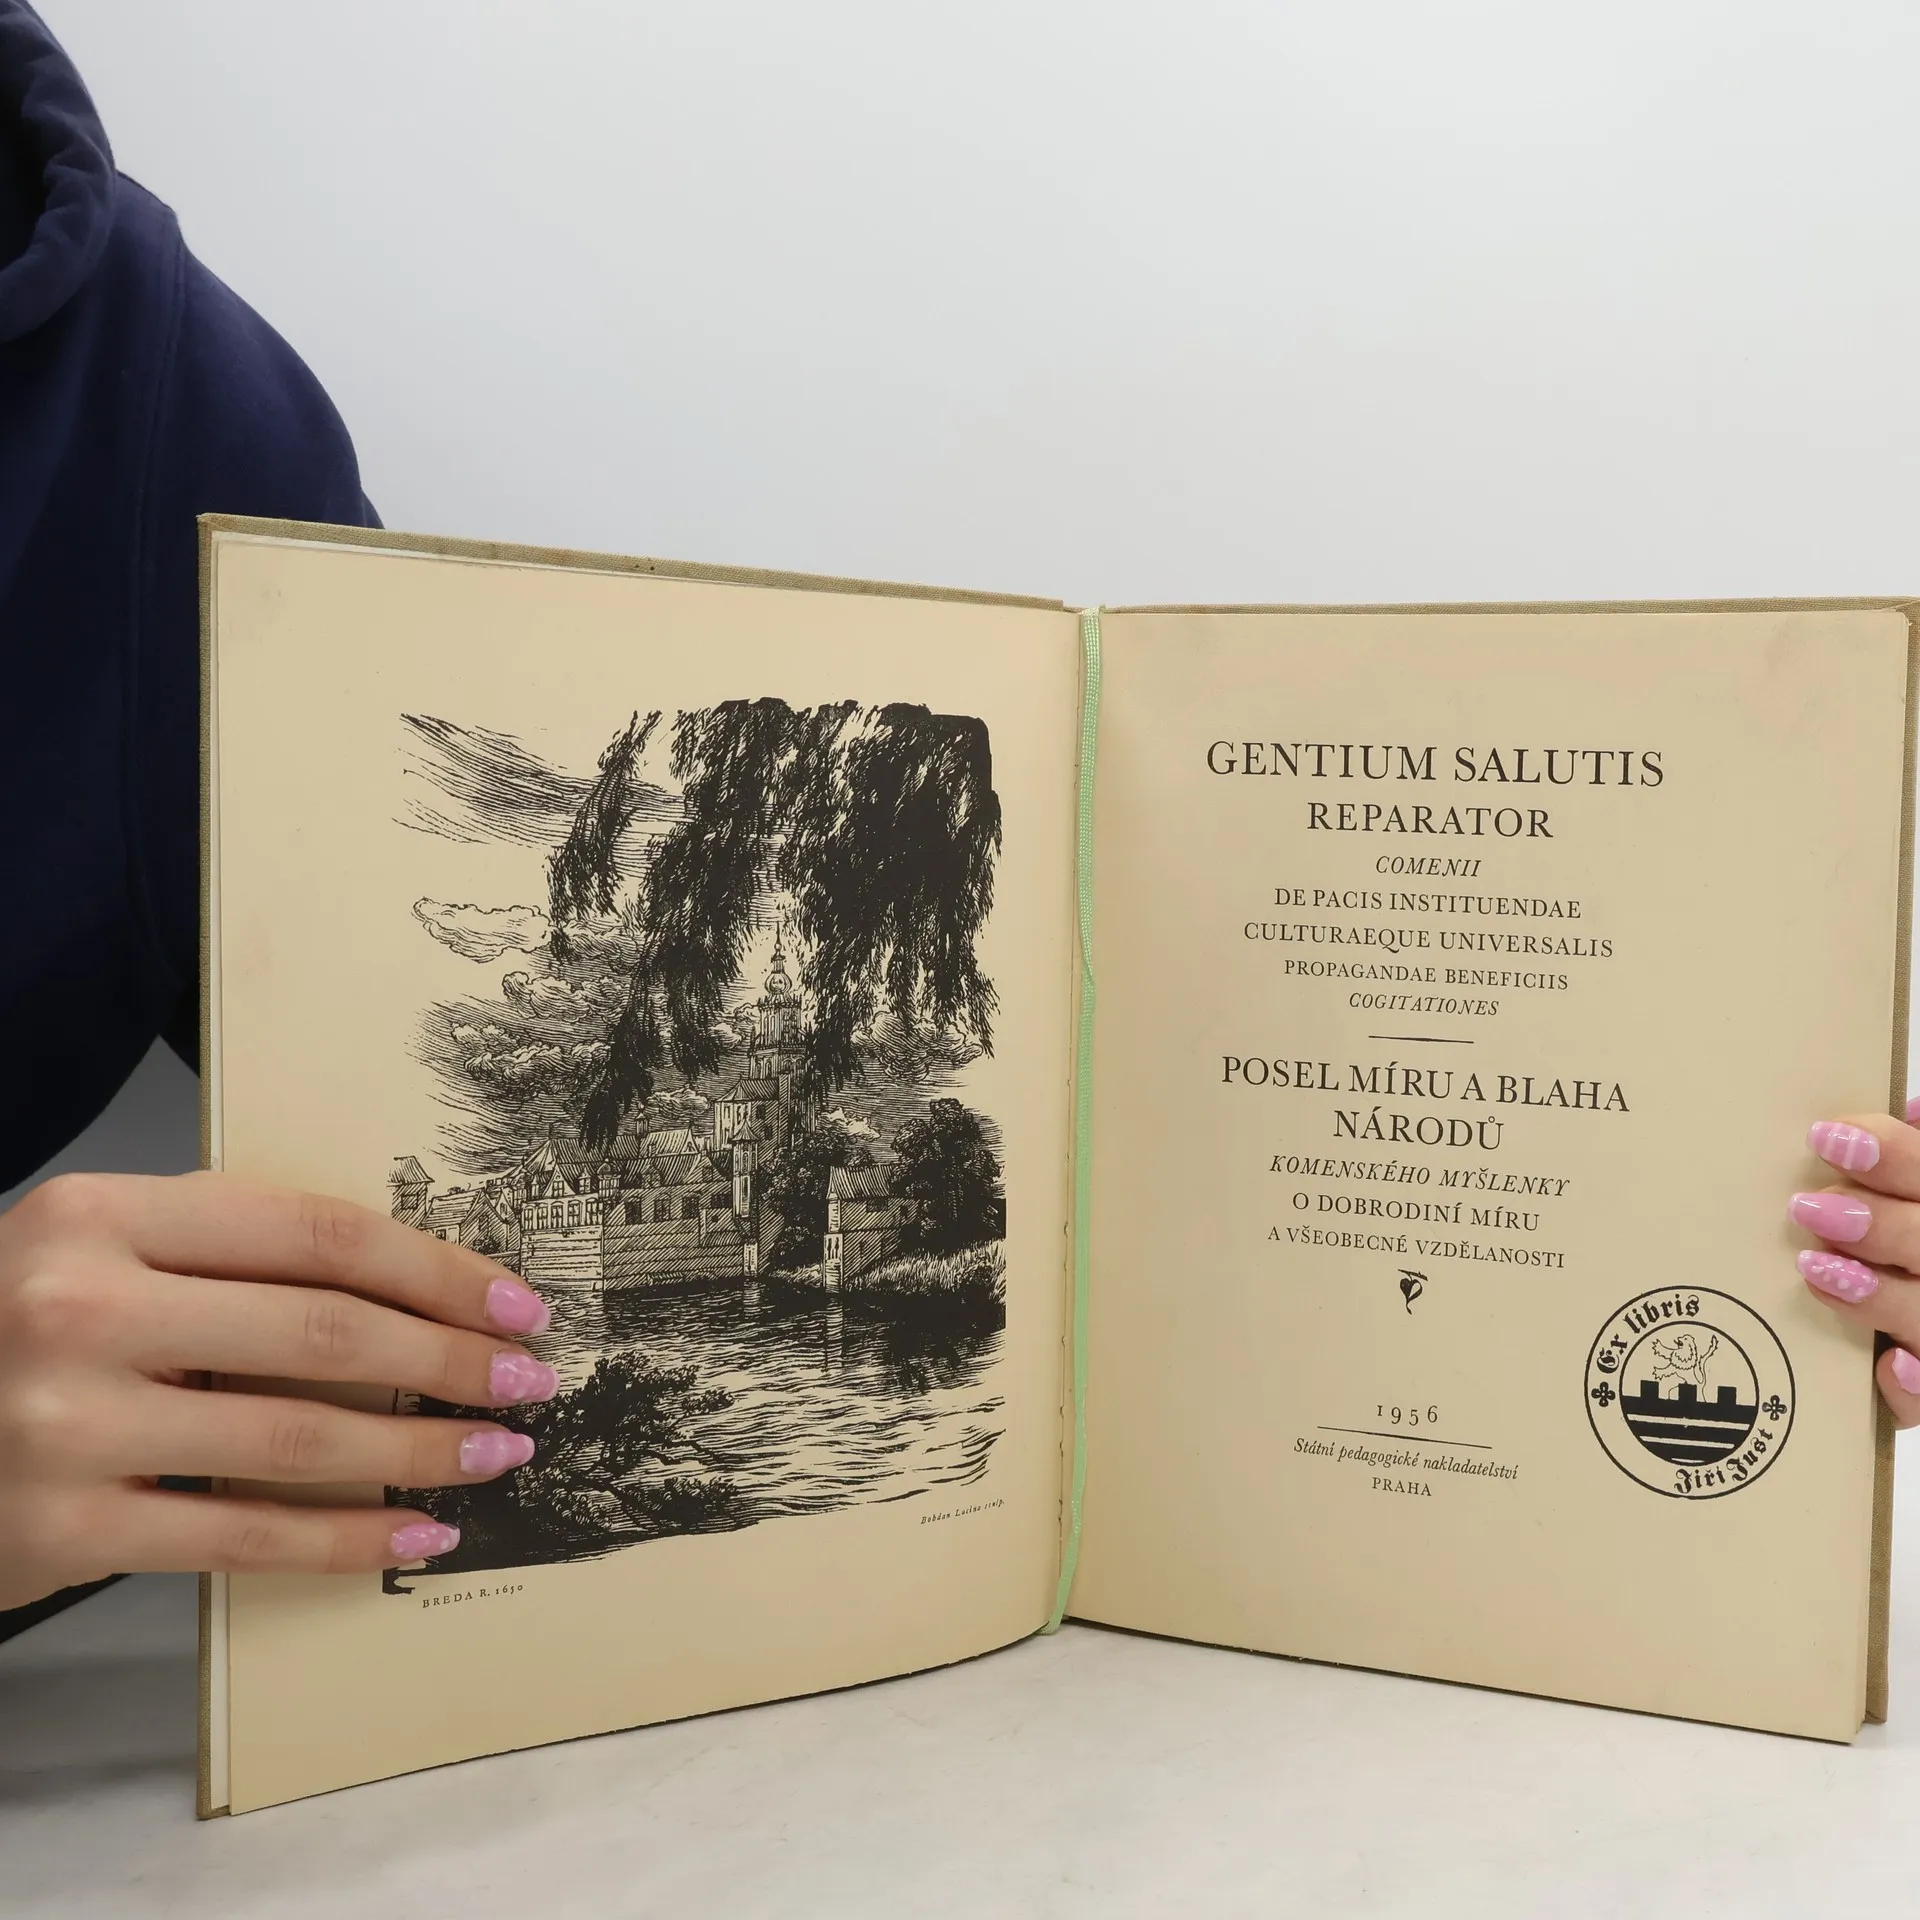 BREDA R. 1650
Bohdan Lacina sculp.
GENTIUM SALUTIS
REPARATOR
COMENII
DE PACIS INSTITUENDAE
CULTURAEQUE UNIVERSALIS
PROPAGANDAE BENEFICIIS
COGITATIONES
POSEL MÍRU A BLAHA
NÁRODŮ
KOMENSKÉHO MYŠLENKY
O DOBRODINÍ MÍRU
A VŠEOBECNÉ VZDĚLANOSTI
1956
Státní pedagogické nakladatelství
PRAHA
Ex libris
Jiří Just